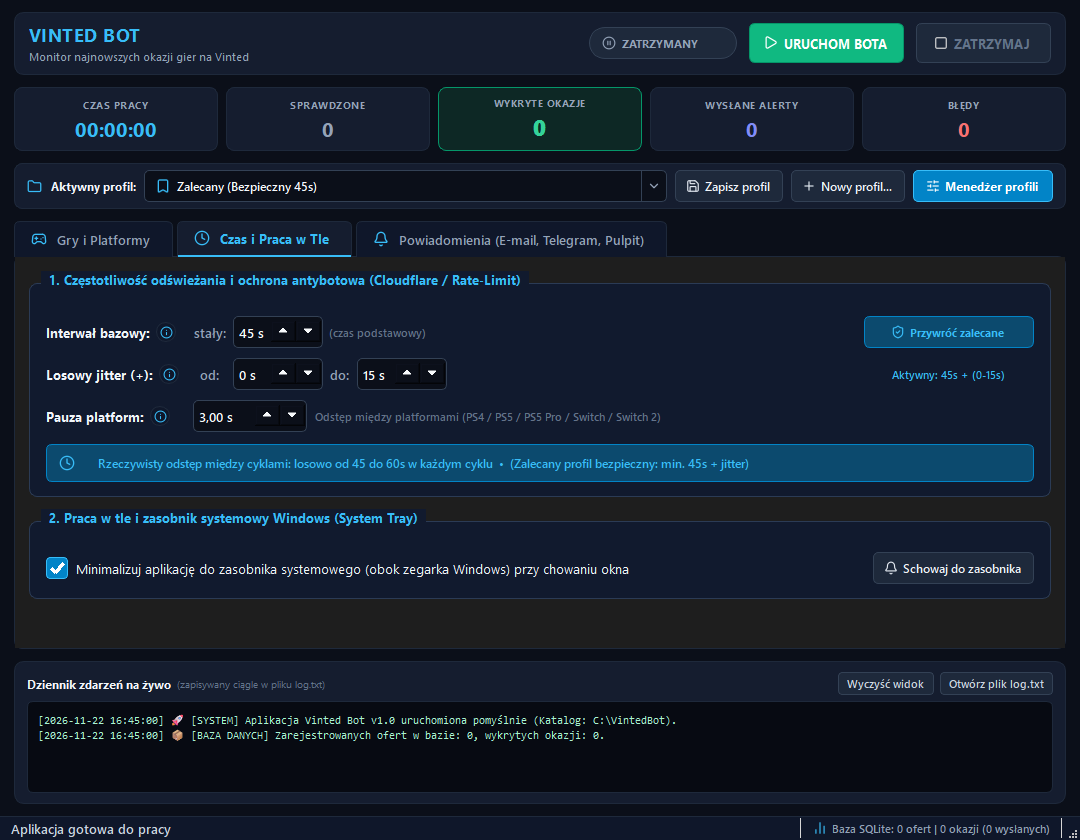 VINTED BOT
Monitor najnowszych okazji gier na Vinted
ZATRZYMANY
URUCHOM BOTA
ZATRZYMAJ
CZAS PRACY
00:00:00
SPRAWDZONE
0
WYKRYTE OKAZJE
0
WYSŁANE ALERTY
0
BŁĘDY
0
Aktywny profil:
Zalecany (Bezpieczny 45s)
Zapisz profil
Nowy profil...
Menedżer profili
Gry i Platformy
Czas i Praca w Tle
Powiadomienia (E-mail, Telegram, Pulpit)
1. Częstotliwość odświeżania i ochrona antybotowa (Cloudflare / Rate-Limit)
Interwał bazowy: stały: 45 s (czas podstawowy)
Przywróć zalecane
Losowy jitter (+): od: 0 s do: 15 s
Aktywny: 45s + (0-15s)
Pauza platform: 3,00 s Odstęp między platformami (PS4 / PS5 / PS5 Pro / Switch / Switch 2)
Rzeczywisty odstęp między cyklami: losowo od 45 do 60s w każdym cyklu • (Zalecany profil bezpieczny: min. 45s + jitter)
2. Praca w tle i zasobnik systemowy Windows (System Tray)
Minimalizuj aplikację do zasobnika systemowego (obok zegarka Windows) przy chowaniu okna
Schowaj do zasobnika
Dziennik zdarzeń na żywo (zapisywany ciągle w pliku log.txt)
Wyczyść widok
Otwórz plik log.txt
[2026-11-22 16:45:00] 🚀 [SYSTEM] Aplikacja Vinted Bot v1.0 uruchomiona pomyślnie (Katalog: C:\VintedBot).
[2026-11-22 16:45:00] 📦 [BAZA DANYCH] Zarejestrowanych ofert w bazie: 0, wykrytych okazji: 0.
Aplikacja gotowa do pracy
Baza SQLite: 0 ofert | 0 okazji (0 wysłanych)